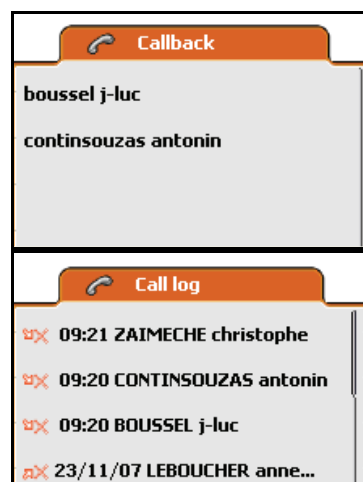 Callback
boussel j-luc
continsouzas antonin
Call log
09:21 ZAIMECHE christophe
09:20 CONTINSOUZAS antonin
09:20 BOUSSEL j-luc
23/11/07 LEBOUCHER anne...